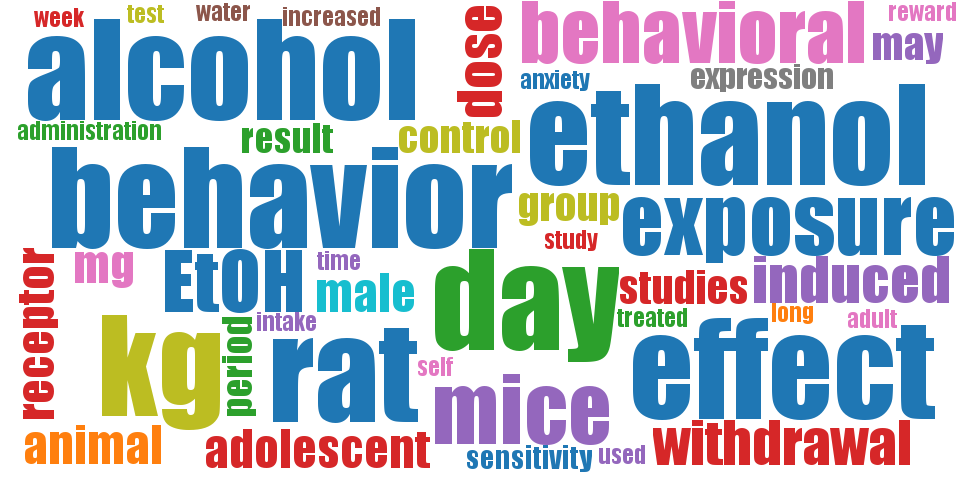 week
test
water
increased
dose
behavioral
reward
may
alcohol
anxiety
expression
administration
result
control
ethanol
behavior
group
exposure
study
receptor
mg
EtOH
time
male
day
studies
induced
kg
period
intake
rat
treated
long
adult
self
mice
effect
animal
adolescent
sensitivity
used
withdrawal